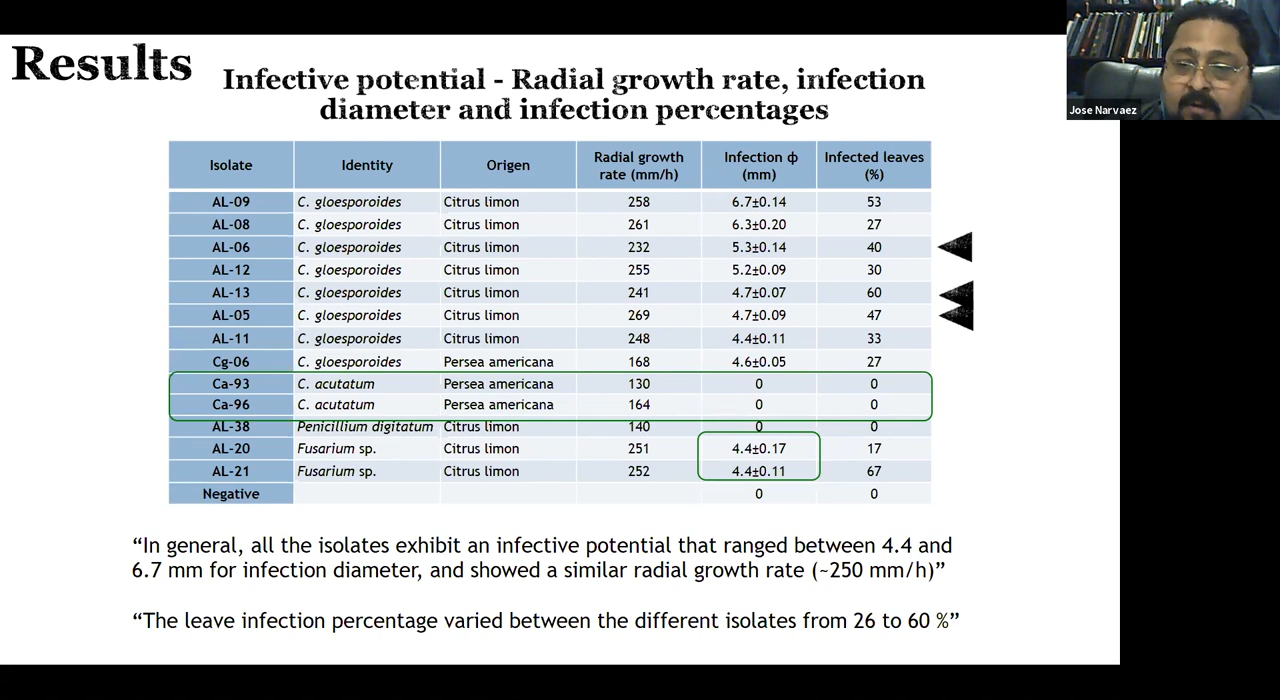 Results
Infective potential - Radial growth rate, infection
diameter and infection percentages
Jose Narvaez
Isolate Identity Origen Radial growth rate (mm/h) Infection ϕ (mm) Infected leaves (%)
AL-09 C. gloesporoides Citrus limon 258 6.7±0.14 53
AL-08 C. gloesporoides Citrus limon 261 6.3±0.20 27
AL-06 C. gloesporoides Citrus limon 232 5.3±0.14 40
AL-12 C. gloesporoides Citrus limon 255 5.2±0.09 30
AL-13 C. gloesporoides Citrus limon 241 4.7±0.07 60
AL-05 C. gloesporoides Citrus limon 269 4.7±0.09 47
AL-11 C. gloesporoides Citrus limon 248 4.4±0.11 33
Cg-06 C. gloesporoides Persea americana 168 4.6±0.05 27
Ca-93 C. acutatum Persea americana 130 0 0
Ca-96 C. acutatum Persea americana 164 0 0
AL-38 Penicillium digitatum Citrus limon 140 0 0
AL-20 Fusarium sp. Citrus limon 251 4.4±0.17 17
AL-21 Fusarium sp. Citrus limon 252 4.4±0.11 67
Negative 0 0
“In general, all the isolates exhibit an infective potential that ranged between 4.4 and
6.7 mm for infection diameter, and showed a similar radial growth rate (~250 mm/h)”
“The leave infection percentage varied between the different isolates from 26 to 60 %”